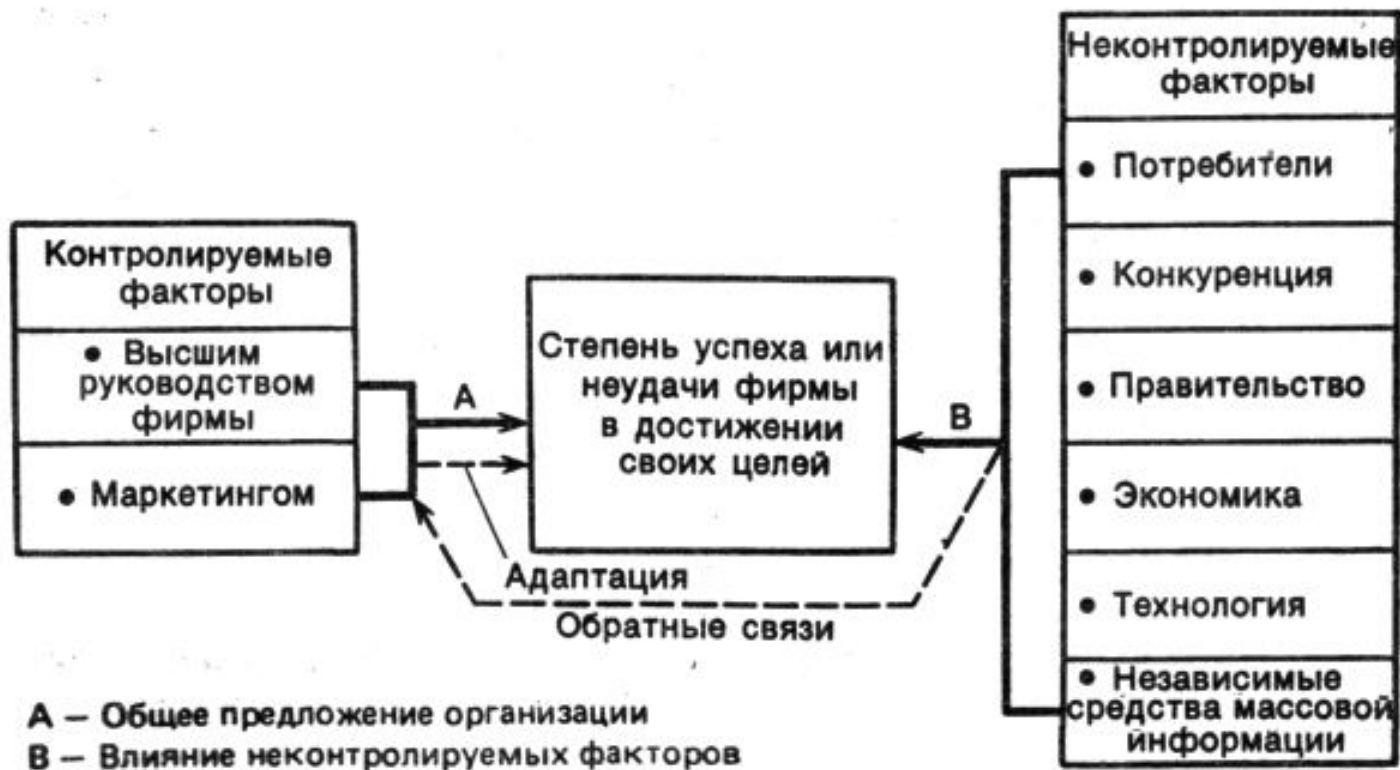 Контролируемые
факторы
• Высшим
руководством
фирмы
• Маркетингом
A
Адаптация
Степень успеха или
неудачи фирмы
в достижении
своих целей
B
Обратные связи
Неконтролируемые
факторы
• Потребители
• Конкуренция
• Правительство
• Экономика
• Технология
• Независимые
средства массовой
информации
A — Общее предложение организации
B — Влияние неконтролируемых факторов